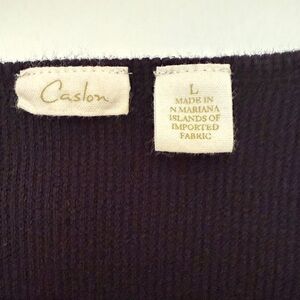 Caslon
L
MADE IN
N MARIANA
ISLANDS OF
IMPORTED
FABRIC